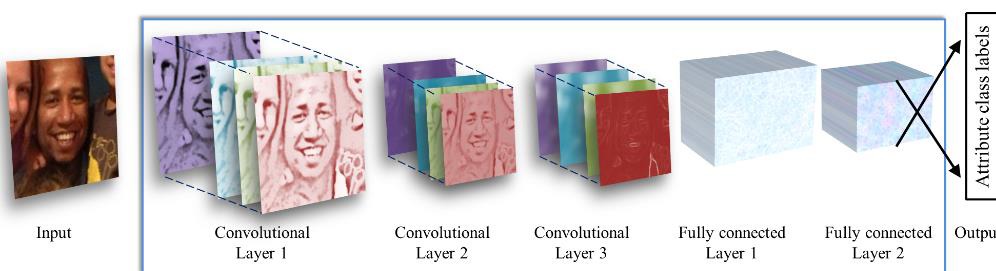 Attribute class labels
Input
Convolutional
Layer 1
Convolutional
Layer 2
Convolutional
Layer 3
Fully connected
Layer 1
Fully connected
Layer 2
Outpu